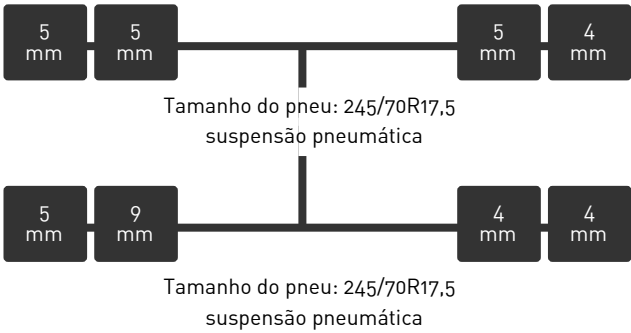 5 mm 5 mm 5 mm 4 mm
Tamanho do pneu: 245/70R17,5
suspensão pneumática
5 mm 9 mm 4 mm 4 mm
Tamanho do pneu: 245/70R17,5
suspensão pneumática